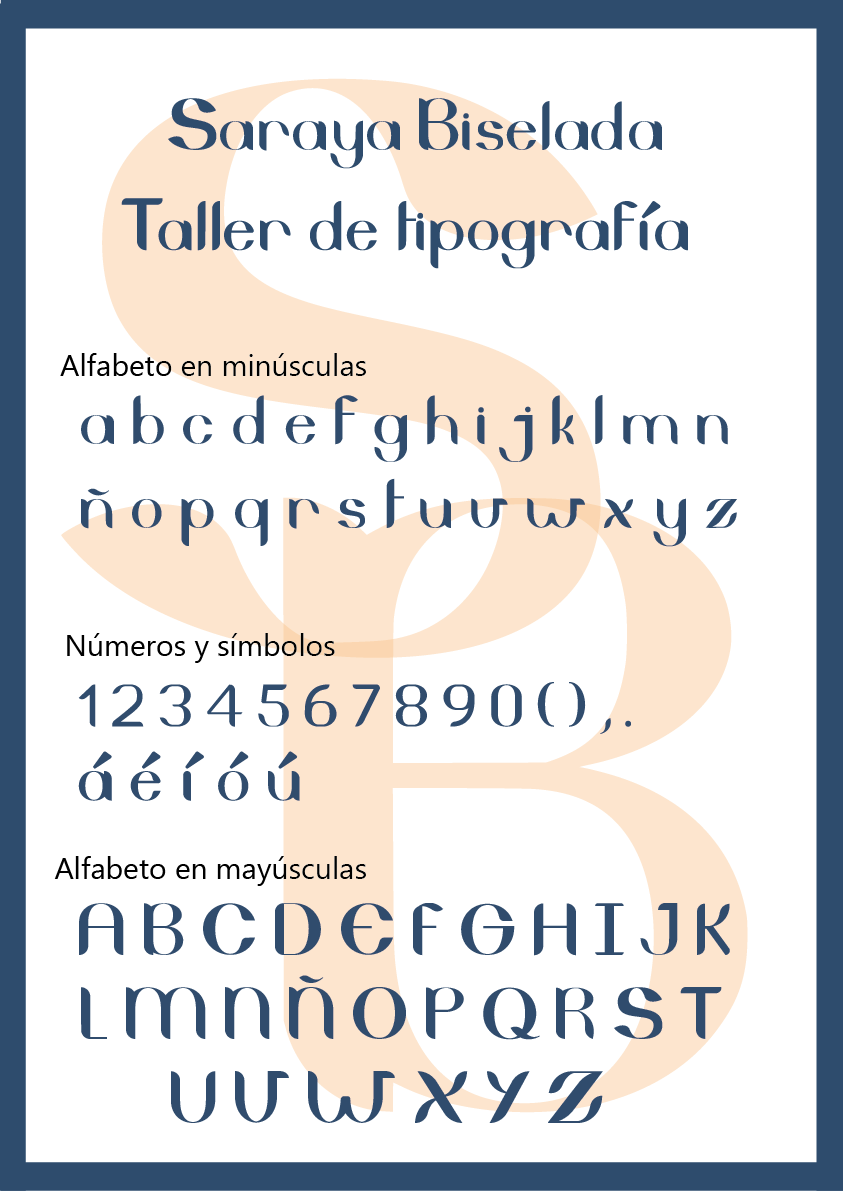 Saraya Biselada
Taller de tipografía
Alfabeto en minúsculas
a b c d e f g h i j k l m n
ñ o p q r s t u v w x y z
Números y símbolos
1 2 3 4 5 6 7 8 9 0 ( ) , .
á é í ó ú
Alfabeto en mayúsculas
A B C D E F G H I J K
L M N Ñ O P Q R S T
U V W X Y Z
S
B